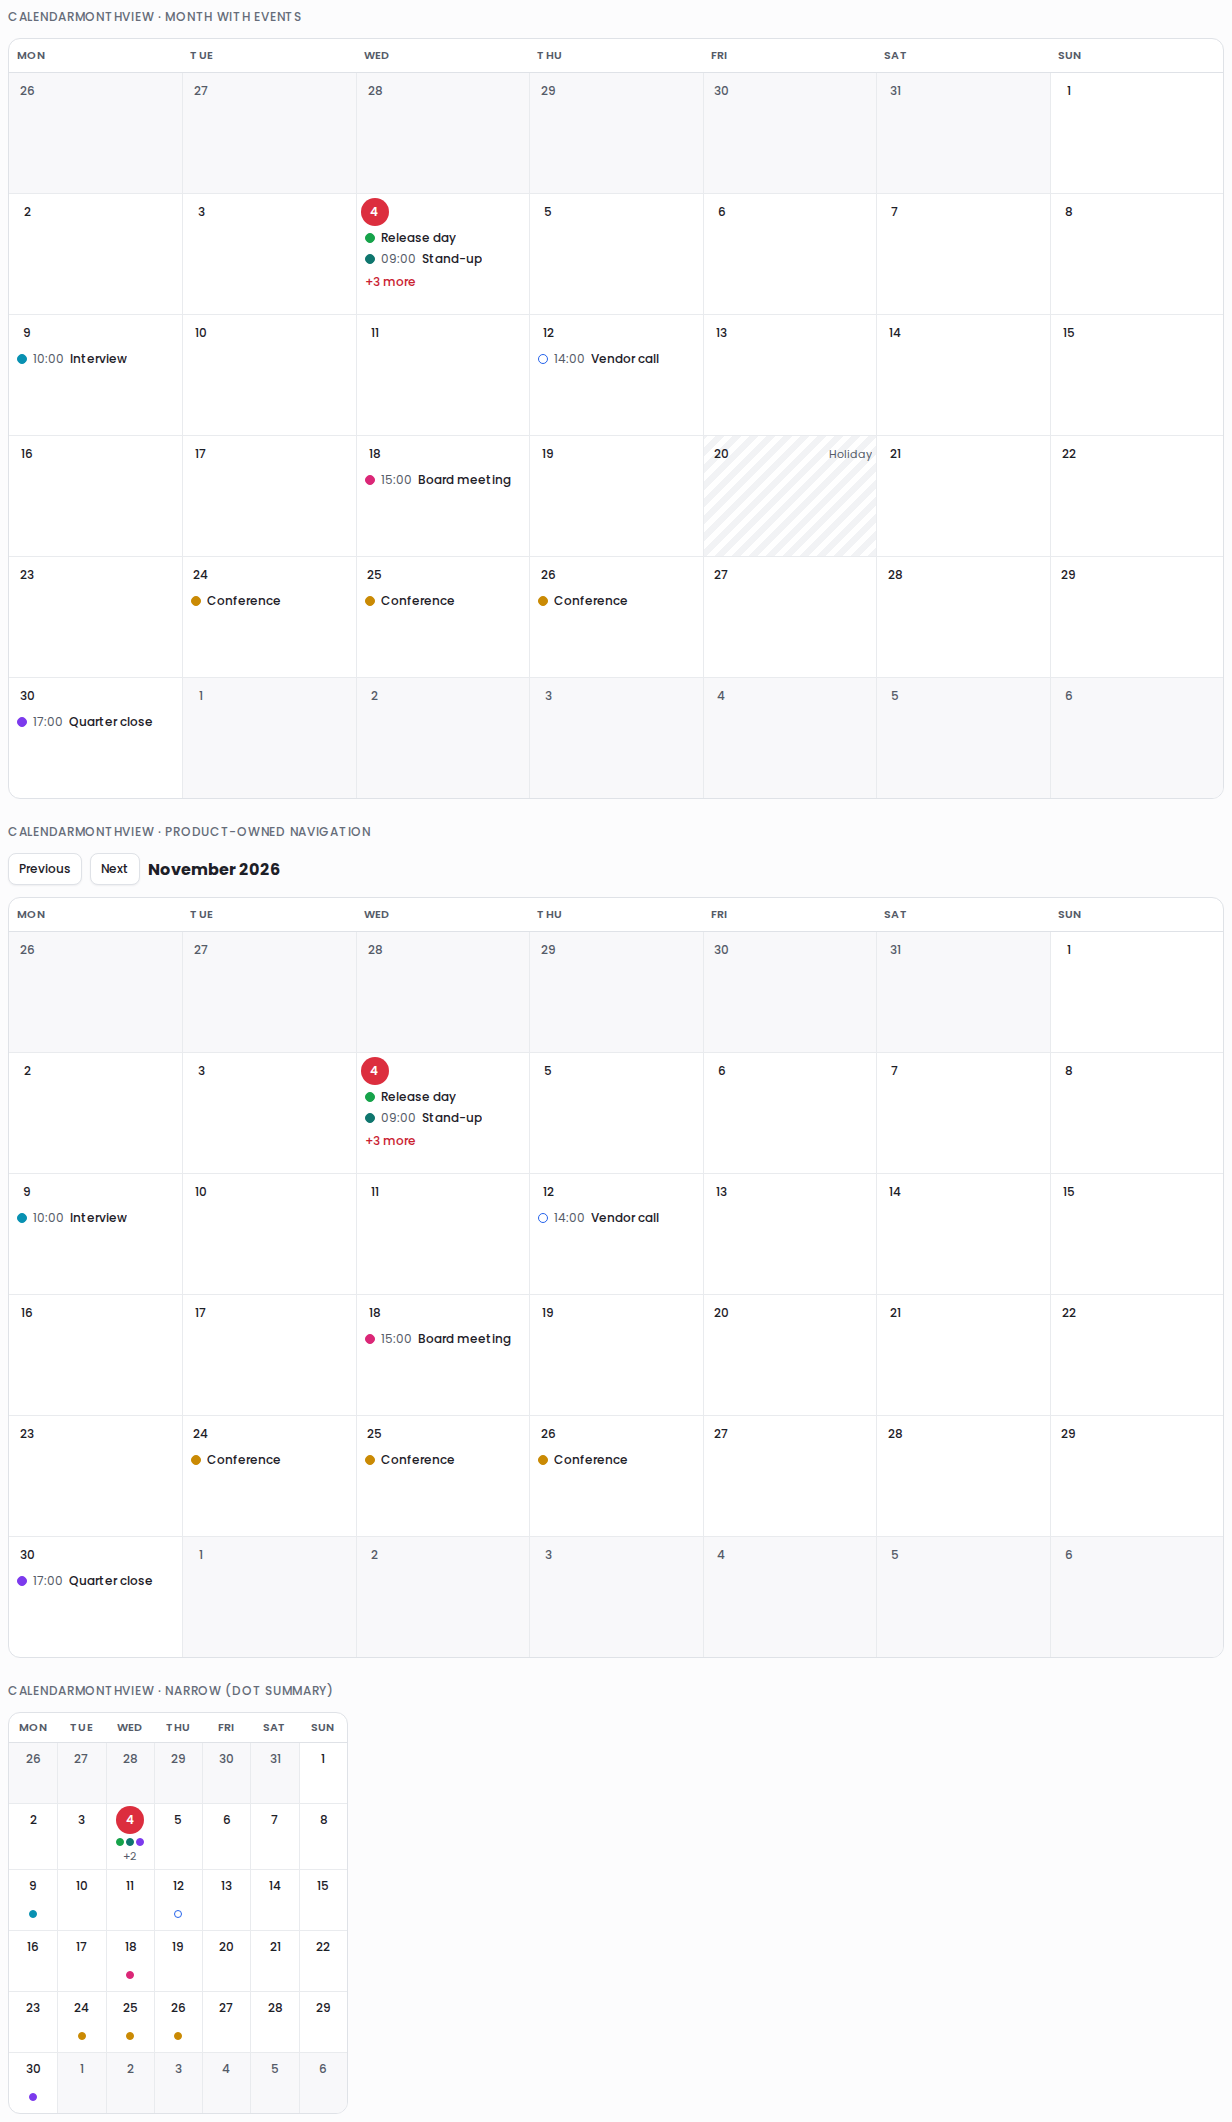 CALENDARMONTHVIEW · MONTH WITH EVENTS
MON TUE WED THU FRI SAT SUN
26 27 28 29 30 31 1
2 3 4 5 6 7 8
Release day
09:00 Stand-up
+3 more
9 10 11 12 13 14 15
10:00 Interview 14:00 Vendor call
16 17 18 19 20 Holiday 21 22
15:00 Board meeting
23 24 25 26 27 28 29
Conference Conference Conference
30 1 2 3 4 5 6
17:00 Quarter close
CALENDARMONTHVIEW · PRODUCT-OWNED NAVIGATION
Previous Next November 2026
MON TUE WED THU FRI SAT SUN
26 27 28 29 30 31 1
2 3 4 5 6 7 8
Release day
09:00 Stand-up
+3 more
9 10 11 12 13 14 15
10:00 Interview 14:00 Vendor call
16 17 18 19 20 21 22
15:00 Board meeting
23 24 25 26 27 28 29
Conference Conference Conference
30 1 2 3 4 5 6
17:00 Quarter close
CALENDARMONTHVIEW · NARROW (DOT SUMMARY)
MON TUE WED THU FRI SAT SUN
26 27 28 29 30 31 1
2 3 4 5 6 7 8
+2
9 10 11 12 13 14 15
16 17 18 19 20 21 22
23 24 25 26 27 28 29
30 1 2 3 4 5 6